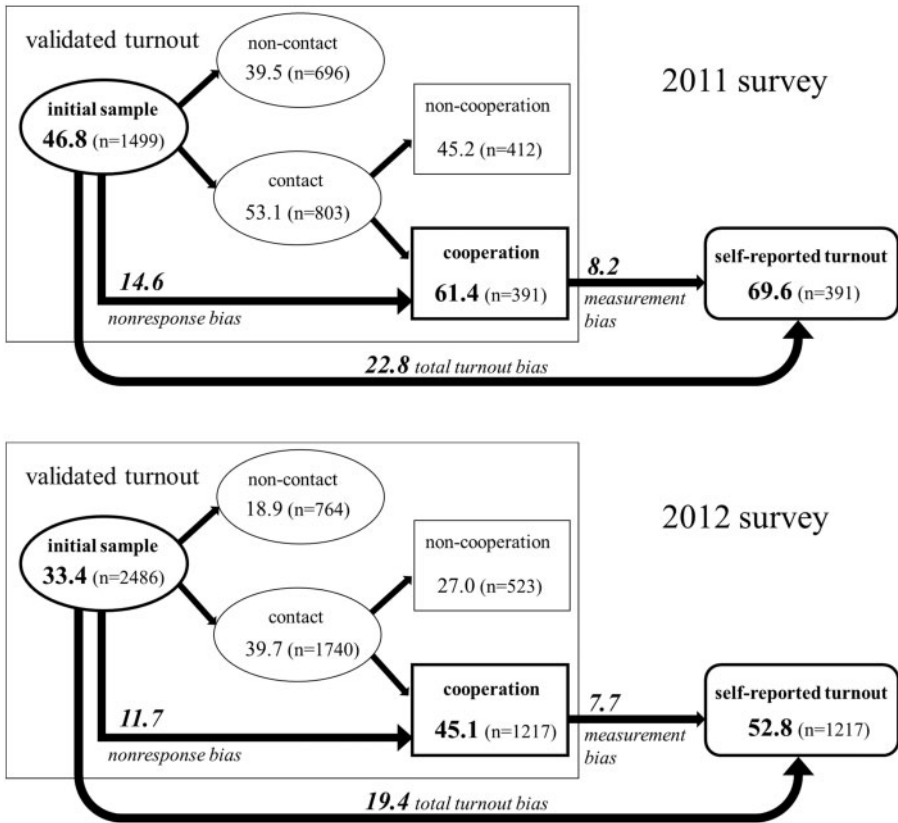 validated turnout
non-contact
39.5 (n=696)
2011 survey
initial sample
46.8 (n=1499)
non-cooperation
45.2 (n=412)
contact
53.1 (n=803)
cooperation
61.4 (n=391)
self-reported turnout
69.6 (n=391)
14.6
nonresponse bias
8.2
measurement
bias
22.8 total turnout bias
validated turnout
non-contact
18.9 (n=764)
2012 survey
initial sample
33.4 (n=2486)
non-cooperation
27.0 (n=523)
contact
39.7 (n=1740)
cooperation
45.1 (n=1217)
self-reported turnout
52.8 (n=1217)
11.7
nonresponse bias
7.7
measurement
bias
19.4 total turnout bias